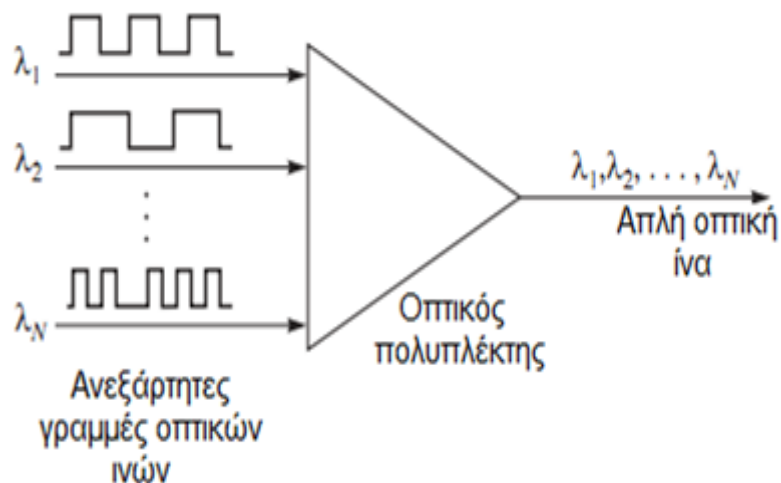 λ1
λ2
λN
λ1,λ2, . . . , λN
Απλή οπτική
ίνα
Οπτικός
πολυπλέκτης
Ανεξάρτητες
γραμμές οπτικών
ινών